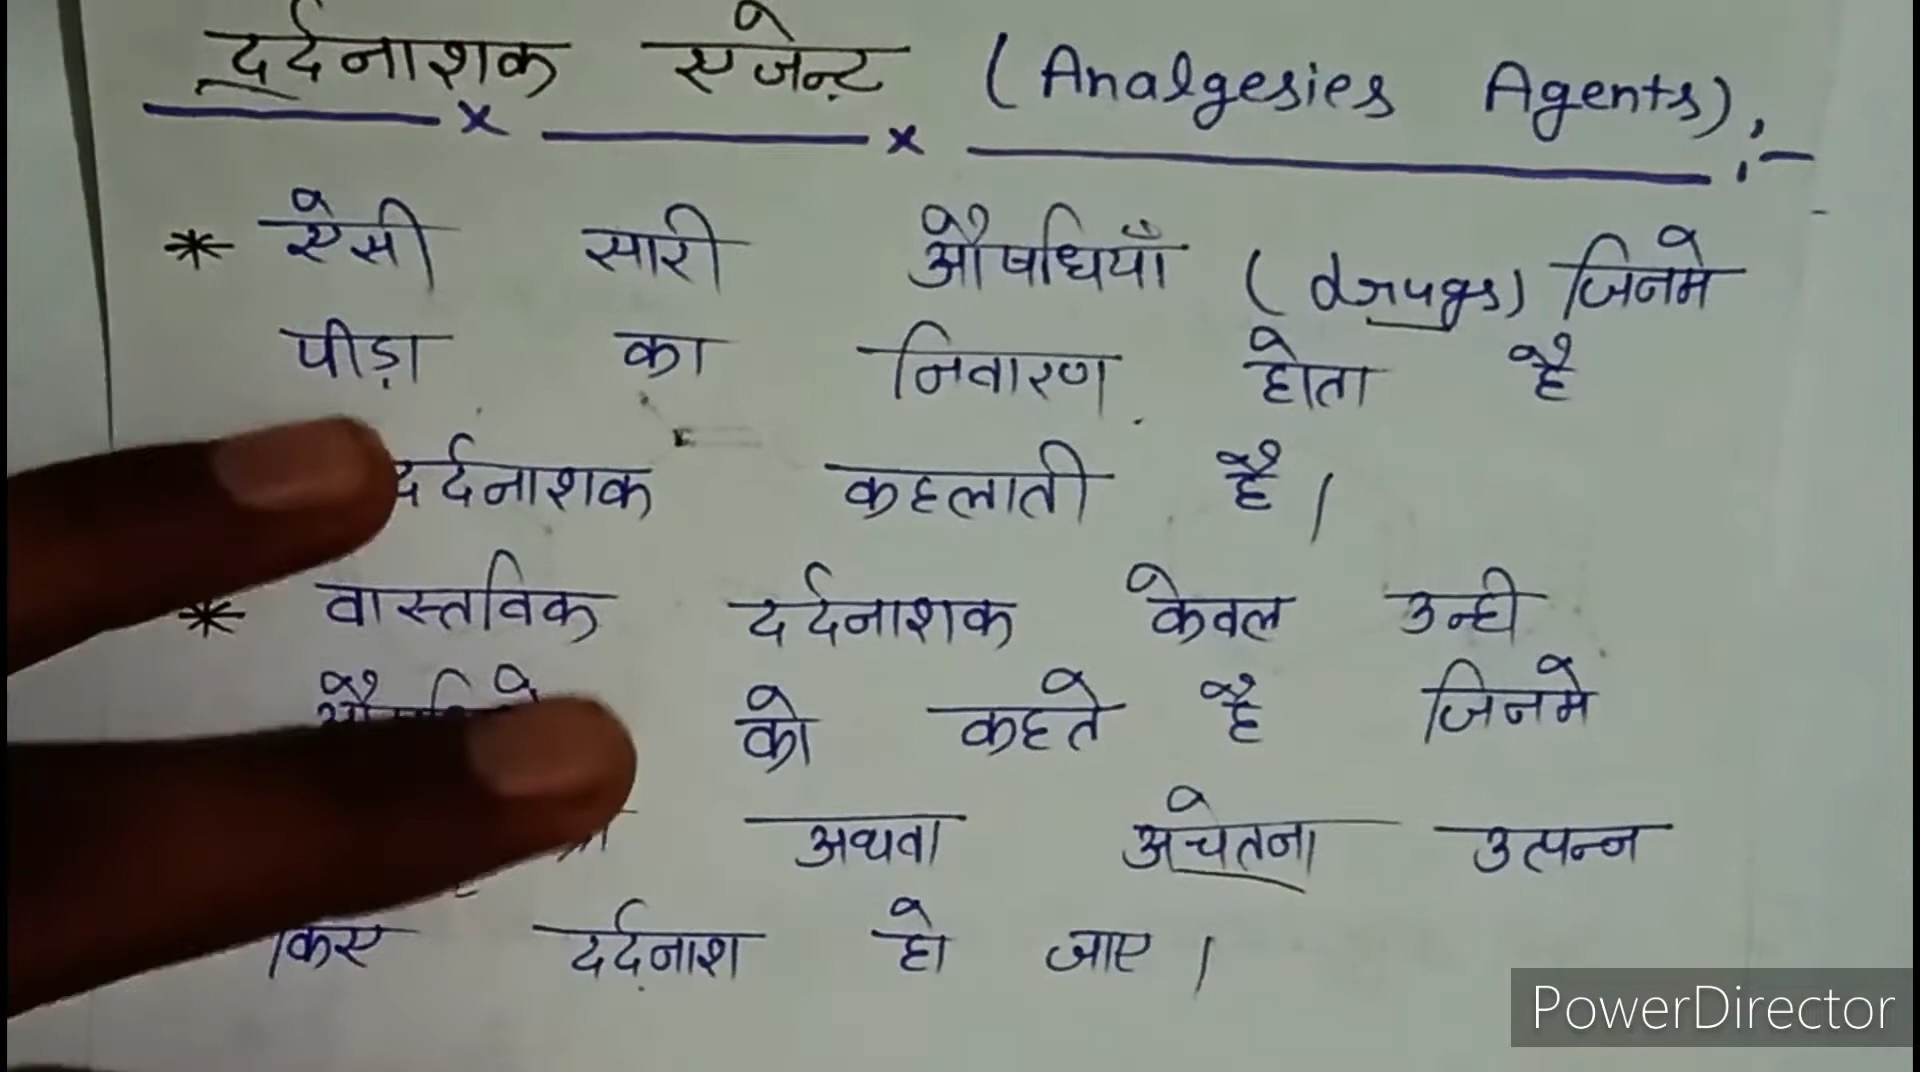 दर्दनाशक एजेन्ट (Analgesies Agents) :-
* ऐसी सारी औषधियाँ (drugs) जिनमे
पीड़ा का निवारण होता है
दर्दनाशक कहलाती है।
* वास्तविक दर्दनाशक केवल उन्ही
को कहते है जिनमे
अथवा अचेतना उत्पन्न
किए दर्दनाश हो जाए।
PowerDirector